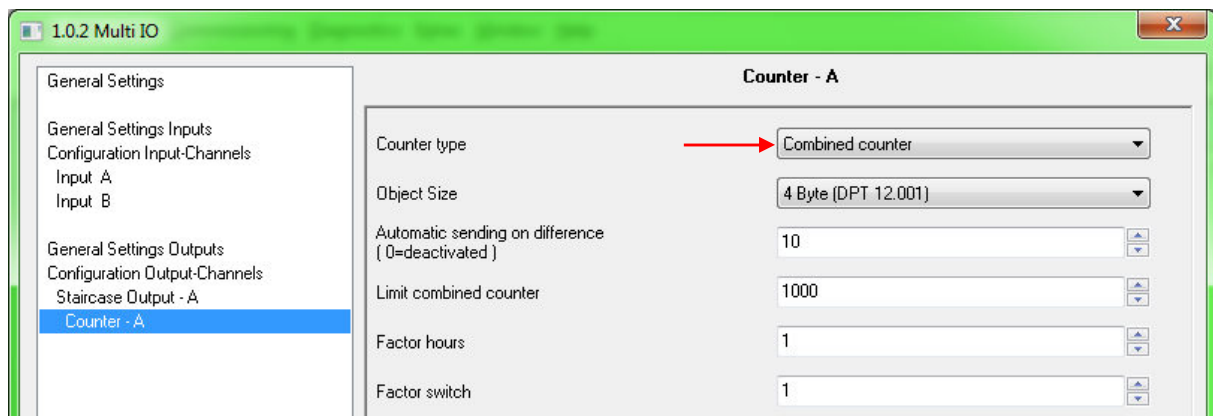 1.0.2 Multi IO
General Settings
General Settings Inputs
Configuration Input-Channels
Input A
Input B
General Settings Outputs
Configuration Output-Channels
Staircase Output - A
Counter - A
Counter - A
Counter type
Combined counter
Object Size
4 Byte (DPT 12.001)
Automatic sending on difference
( 0=deactivated )
10
Limit combined counter
1000
Factor hours
1
Factor switch
1